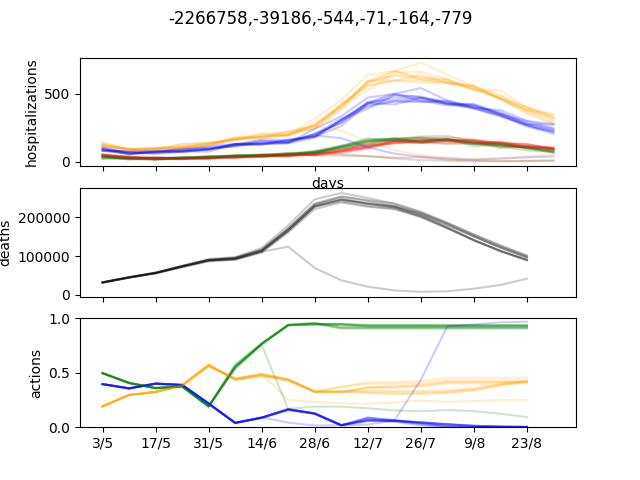 -2266758,-39186,-544,-71,-164,-779
hospitalizations
500
0
days
deaths
200000
100000
0
actions
1.0
0.5
0.0
3/5 17/5 31/5 14/6 28/6 12/7 26/7 9/8 23/8